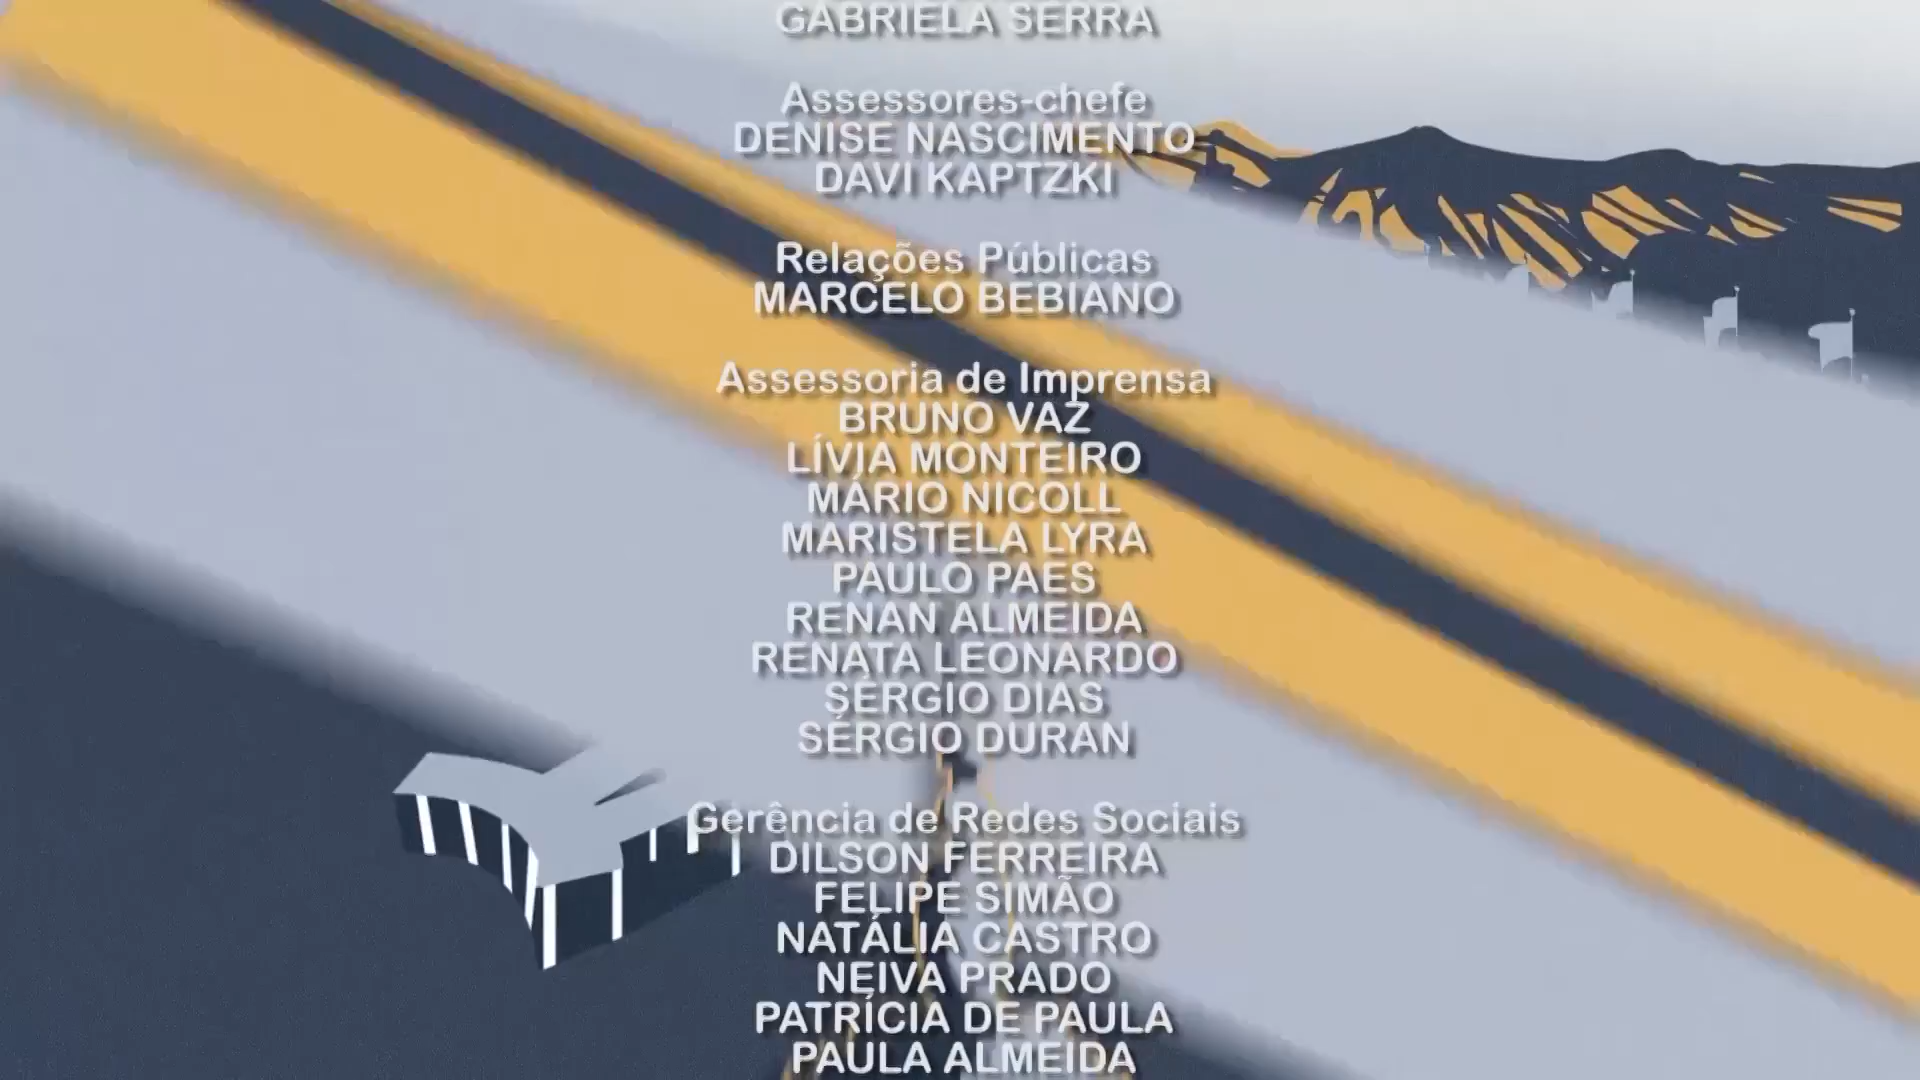 GABRIELA SERRA
Assessores-chefe
DENISE NASCIMENTO
DAVI KAPTZKI
Relações Públicas
MARCELO BEBIANO
Assessoria de Imprensa
BRUNO VAZ
LÍVIA MONTEIRO
MÁRIO NICOLL
MARISTELA LYRA
PAULO PAES
RENAN ALMEIDA
RENATA LEONARDO
SÉRGIO DIAS
SÉRGIO DURAN
Gerência de Redes Sociais
DILSON FERREIRA
FELIPE SIMÃO
NATÁLIA CASTRO
NEIVA PRADO
PATRÍCIA DE PAULA
PAULA ALMEIDA